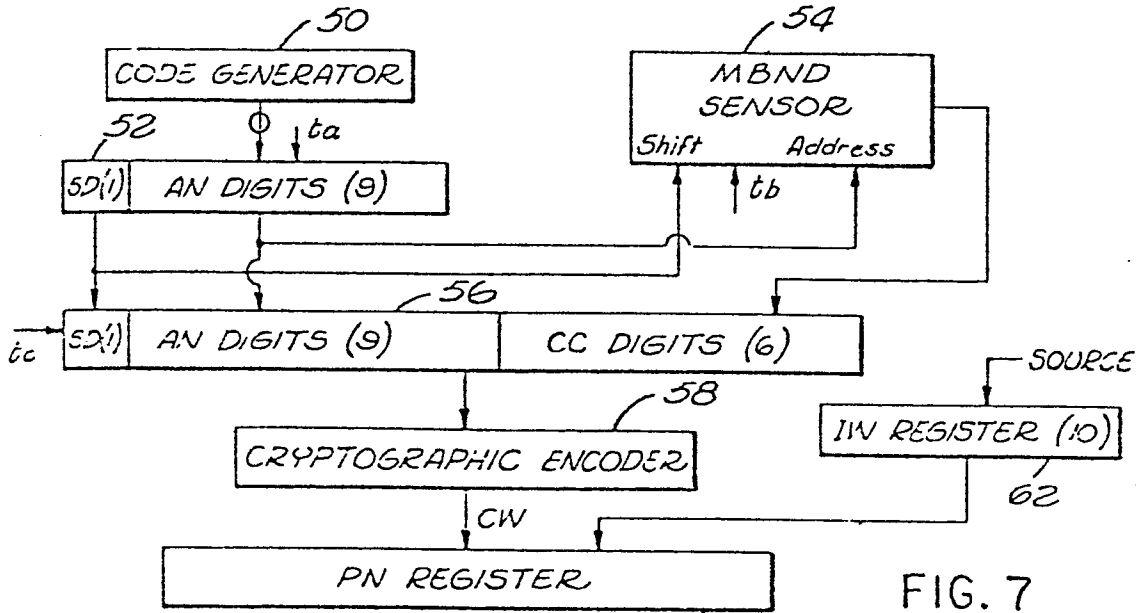 50
CODE GENERATOR
54
MBND
SENSOR
Shift
Address
52
ta
SD(1)
AN DIGITS (9)
tb
56
tc
SD(1)
AN DIGITS (9)
CC DIGITS (6)
SOURCE
58
IW REGISTER (10)
62
CRYPTOGRAPHIC ENCODER
CW
PN REGISTER
FIG. 7